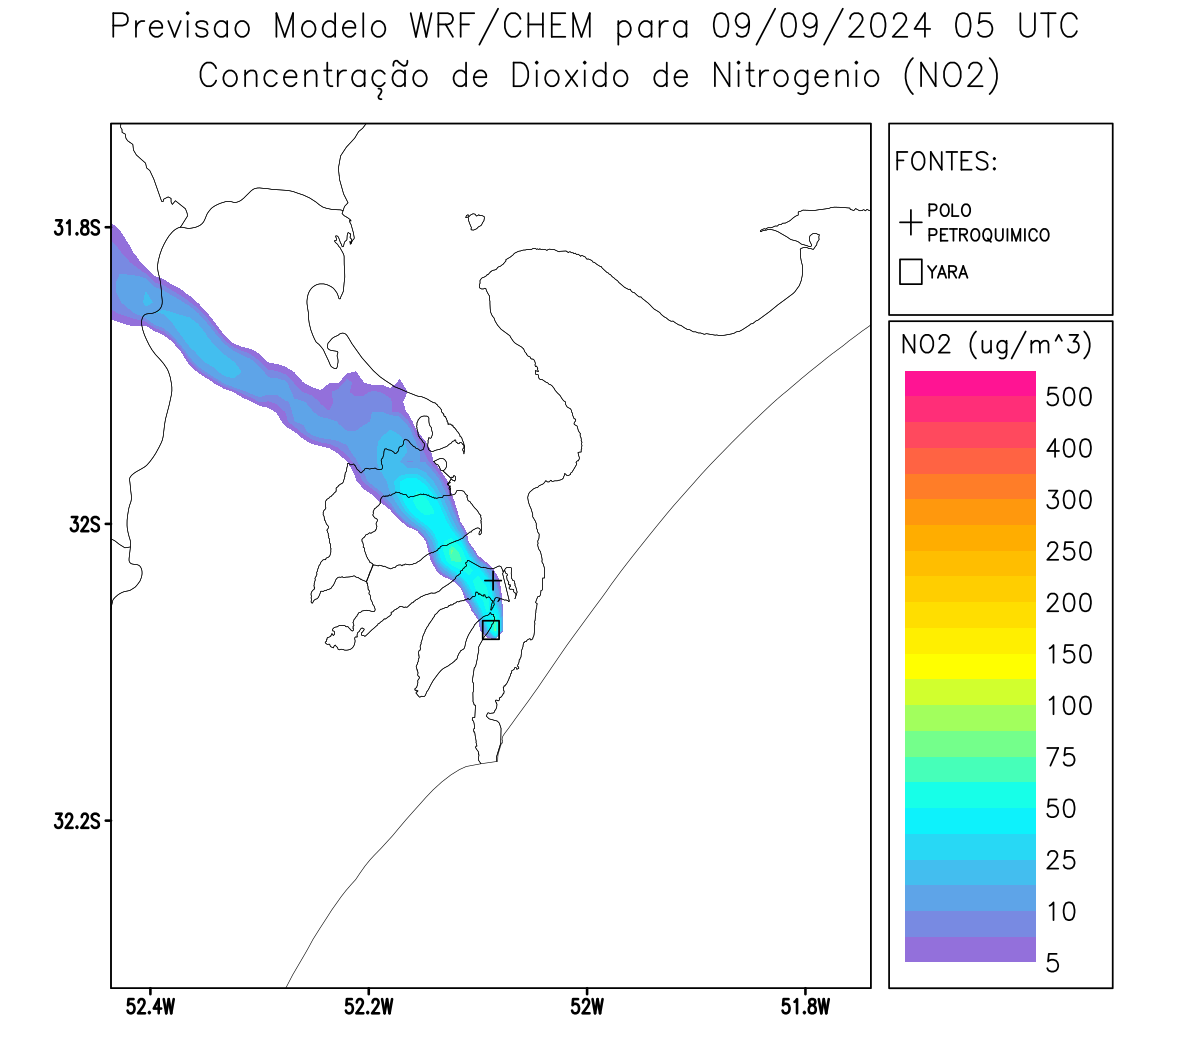 Previsao Modelo WRF/CHEM para 09/09/2024 05 UTC
Concentração de Dioxido de Nitrogenio (NO2)
FONTES:
POLO
PETROQUIMICO
YARA
NO2 (ug/m^3)
500
400
300
250
200
150
100
75
50
25
10
5
31.8S
32S
32.2S
52.4W
52.2W
52W
51.8W